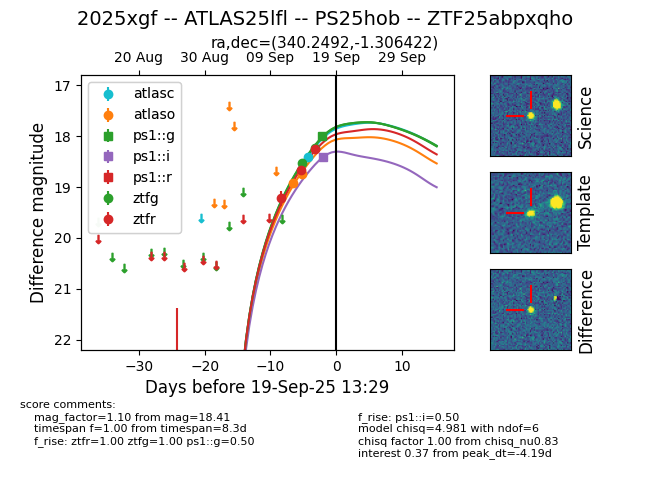 2025xgf -- ATLAS25lfl -- PS25hob -- ZTF25abpxqho
ra,dec=(340.2492,-1.306422)
20 Aug 30 Aug 09 Sep 19 Sep 29 Sep
17
18
19
20
21
22
Difference magnitude
atlasc
atlaso
ps1::g
ps1::i
ps1::r
ztfg
ztfr
−30 −20 −10 0 10
Days before 19-Sep-25 13:29
Science
Template
Difference
score comments:
mag_factor=1.10 from mag=18.41
timespan f=1.00 from timespan=8.3d
f_rise: ztfr=1.00 ztfg=1.00 ps1::g=0.50
f_rise: ps1::i=0.50
model chisq=4.981 with ndof=6
chisq factor 1.00 from chisq_nu0.83
interest 0.37 from peak_dt=-4.19d